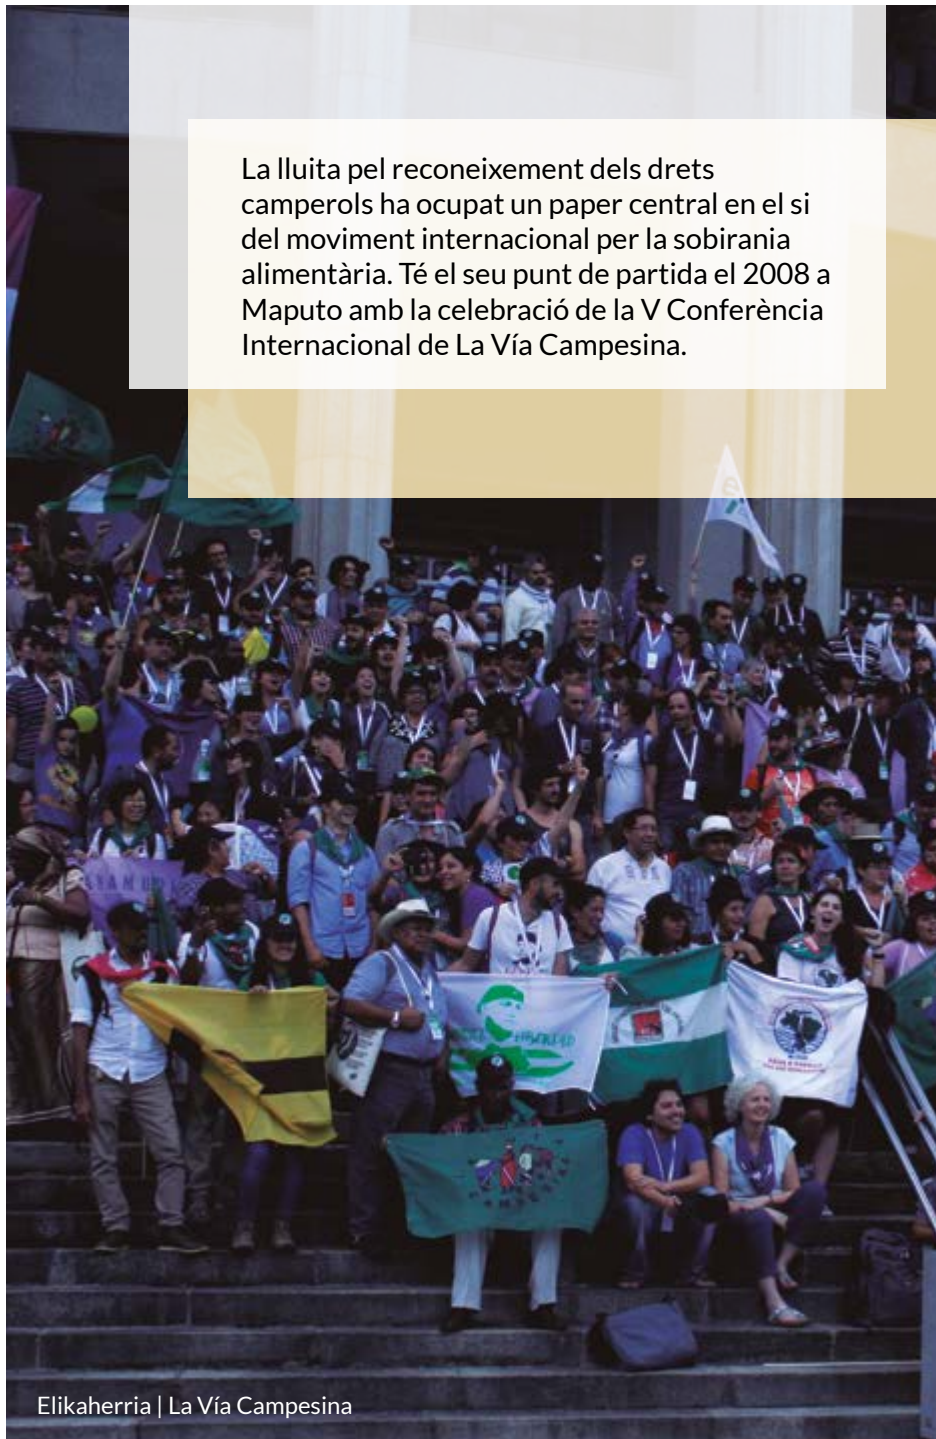 La lluita pel reconeixement dels drets
camperols ha ocupat un paper central en el si
del moviment internacional per la sobirania
alimentària. Té el seu punt de partida el 2008 a
Maputo amb la celebració de la V Conferència
Internacional de La Vía Campesina.
Elikaherria | La Vía Campesina